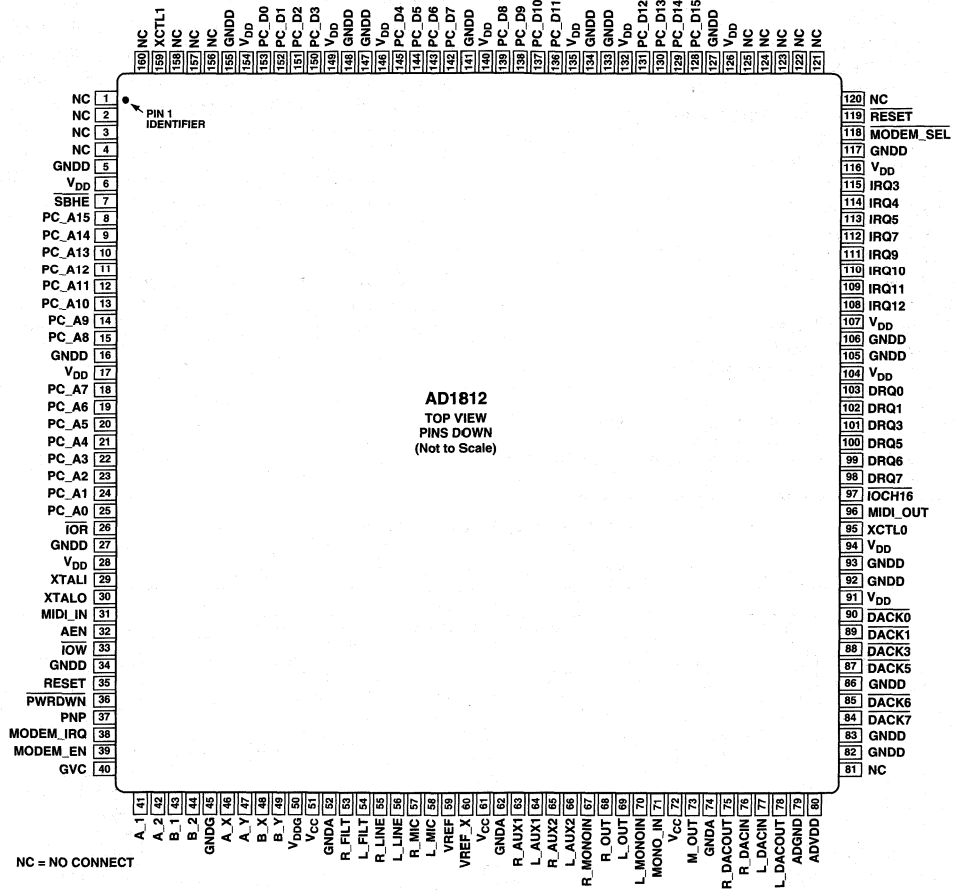 160 NC
159 XCTL1
158 NC
157 NC
156 NC
155 GNDD
154 VDD
153 PC_D0
152 PC_D1
151 PC_D2
150 PC_D3
149 VDD
148 GNDD
147 GNDD
146 VDD
145 PC_D4
144 PC_D5
143 PC_D6
142 PC_D7
141 GNDD
140 VDD
139 PC_D8
138 PC_D9
137 PC_D10
136 PC_D11
135 VDD
134 GNDD
133 GNDD
132 VDD
131 PC_D12
130 PC_D13
129 PC_D14
128 PC_D15
127 GNDD
126 VDD
125 NC
124 NC
123 NC
122 NC
121 NC
NC 1
NC 2
NC 3
NC 4
GNDD 5
VDD 6
SBHE 7
PC_A15 8
PC_A14 9
PC_A13 10
PC_A12 11
PC_A11 12
PC_A10 13
PC_A9 14
PC_A8 15
GNDD 16
VDD 17
PC_A7 18
PC_A6 19
PC_A5 20
PC_A4 21
PC_A3 22
PC_A2 23
PC_A1 24
PC_A0 25
IOR 26
GNDD 27
VDD 28
XTALI 29
XTALO 30
MIDI_IN 31
AEN 32
IOW 33
GNDD 34
RESET 35
PWRDWN 36
PNP 37
MODEM_IRQ 38
MODEM_EN 39
GVC 40
PIN 1
IDENTIFIER
AD1812
TOP VIEW
PINS DOWN
(Not to Scale)
120 NC
119 RESET
118 MODEM_SEL
117 GNDD
116 VDD
115 IRQ3
114 IRQ4
113 IRQ5
112 IRQ7
111 IRQ9
110 IRQ10
109 IRQ11
108 IRQ12
107 VDD
106 GNDD
105 GNDD
104 VDD
103 DRQ0
102 DRQ1
101 DRQ3
100 DRQ5
99 DRQ6
98 DRQ7
97 IOCH16
96 MIDI_OUT
95 XCTL0
94 VDD
93 GNDD
92 GNDD
91 VDD
90 DACK0
89 DACK1
88 DACK3
87 DACK5
86 GNDD
85 DACK6
84 DACK7
83 GNDD
82 GNDD
81 NC
41 A_1
42 A_2
43 B_1
44 B_2
45 GNDG
46 A_X
47 A_Y
48 B_X
49 B_Y
50 VDDG
51 VCC
52 GNDA
53 R_FILT
54 L_FILT
55 R_LINE
56 L_LINE
57 R_MIC
58 L_MIC
59 VREF
60 VREF_X
61 VCC
62 GNDA
63 R_AUX1
64 L_AUX1
65 R_AUX2
66 L_AUX2
67 R_MONOIN
68 R_OUT
69 L_OUT
70 L_MONOIN
71 MONO_IN
72 VCC
73 M_OUT
74 GNDA
75 R_DACOUT
76 R_DACIN
77 L_DACIN
78 L_DACOUT
79 ADGND
80 ADVDD
NC = NO CONNECT